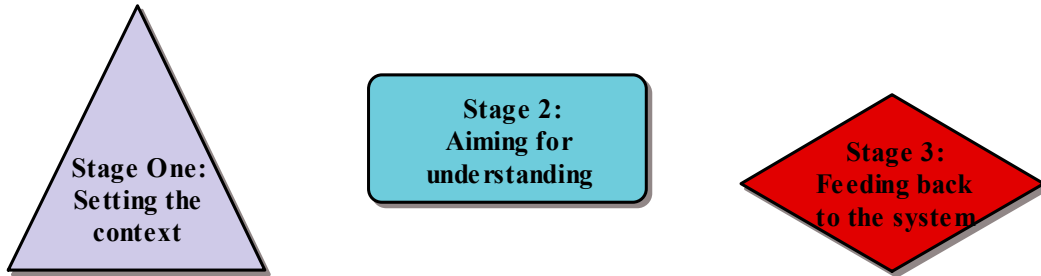 Stage One:
Setting the
context
Stage 2:
Aiming for
understanding
Stage 3:
Feeding back
to the system